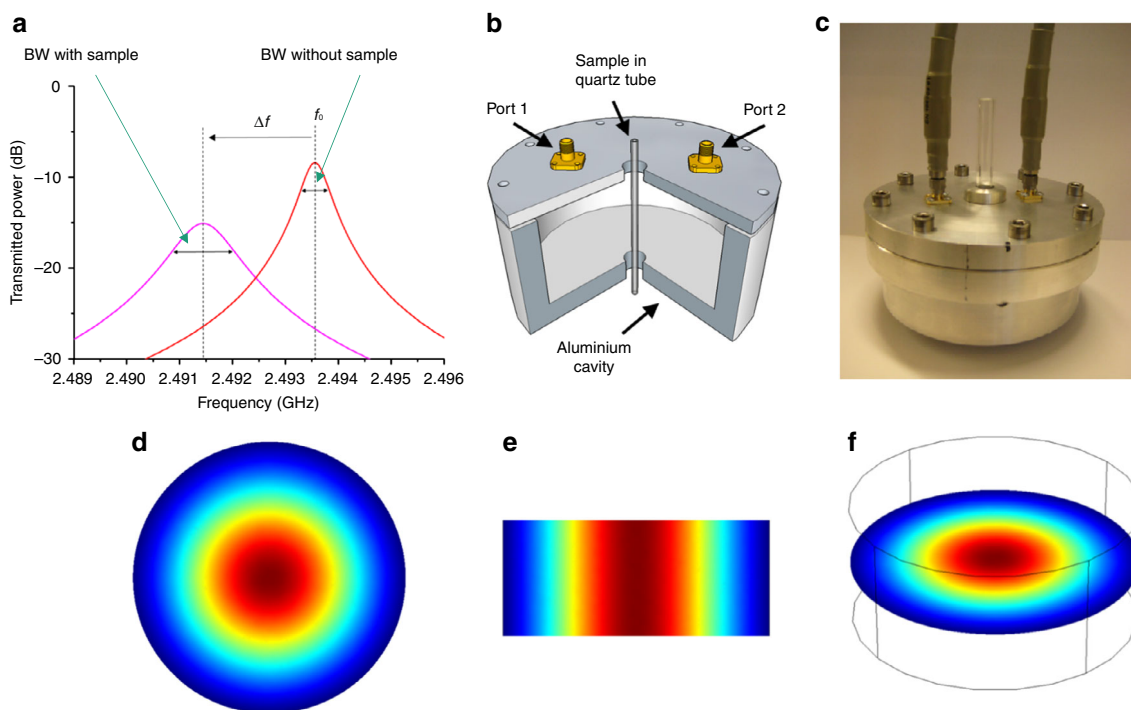 a
BW with sample
BW without sample
0
–10
–20
–30
Transmitted power (dB)
Δf
f₀
2.489 2.490 2.491 2.492 2.493 2.494 2.495 2.496
Frequency (GHz)
b
Sample in
quartz tube
Port 1
Port 2
Aluminium
cavity
c
d
e
f